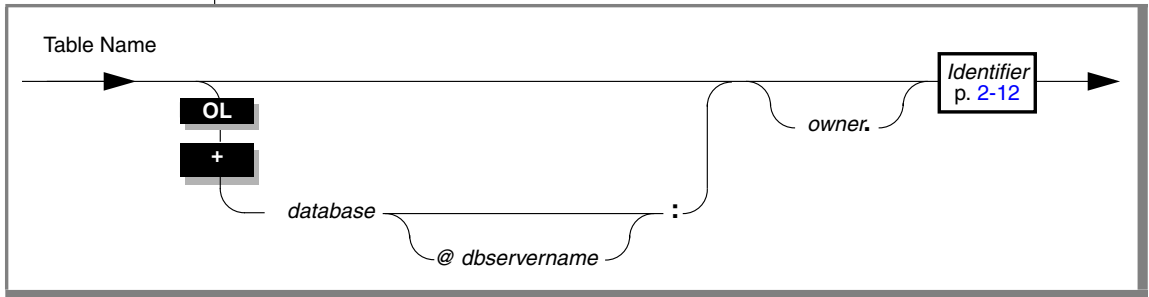 Table Name
Identifier
p. 2-12
OL
owner.
+
database
:
@ dbservername